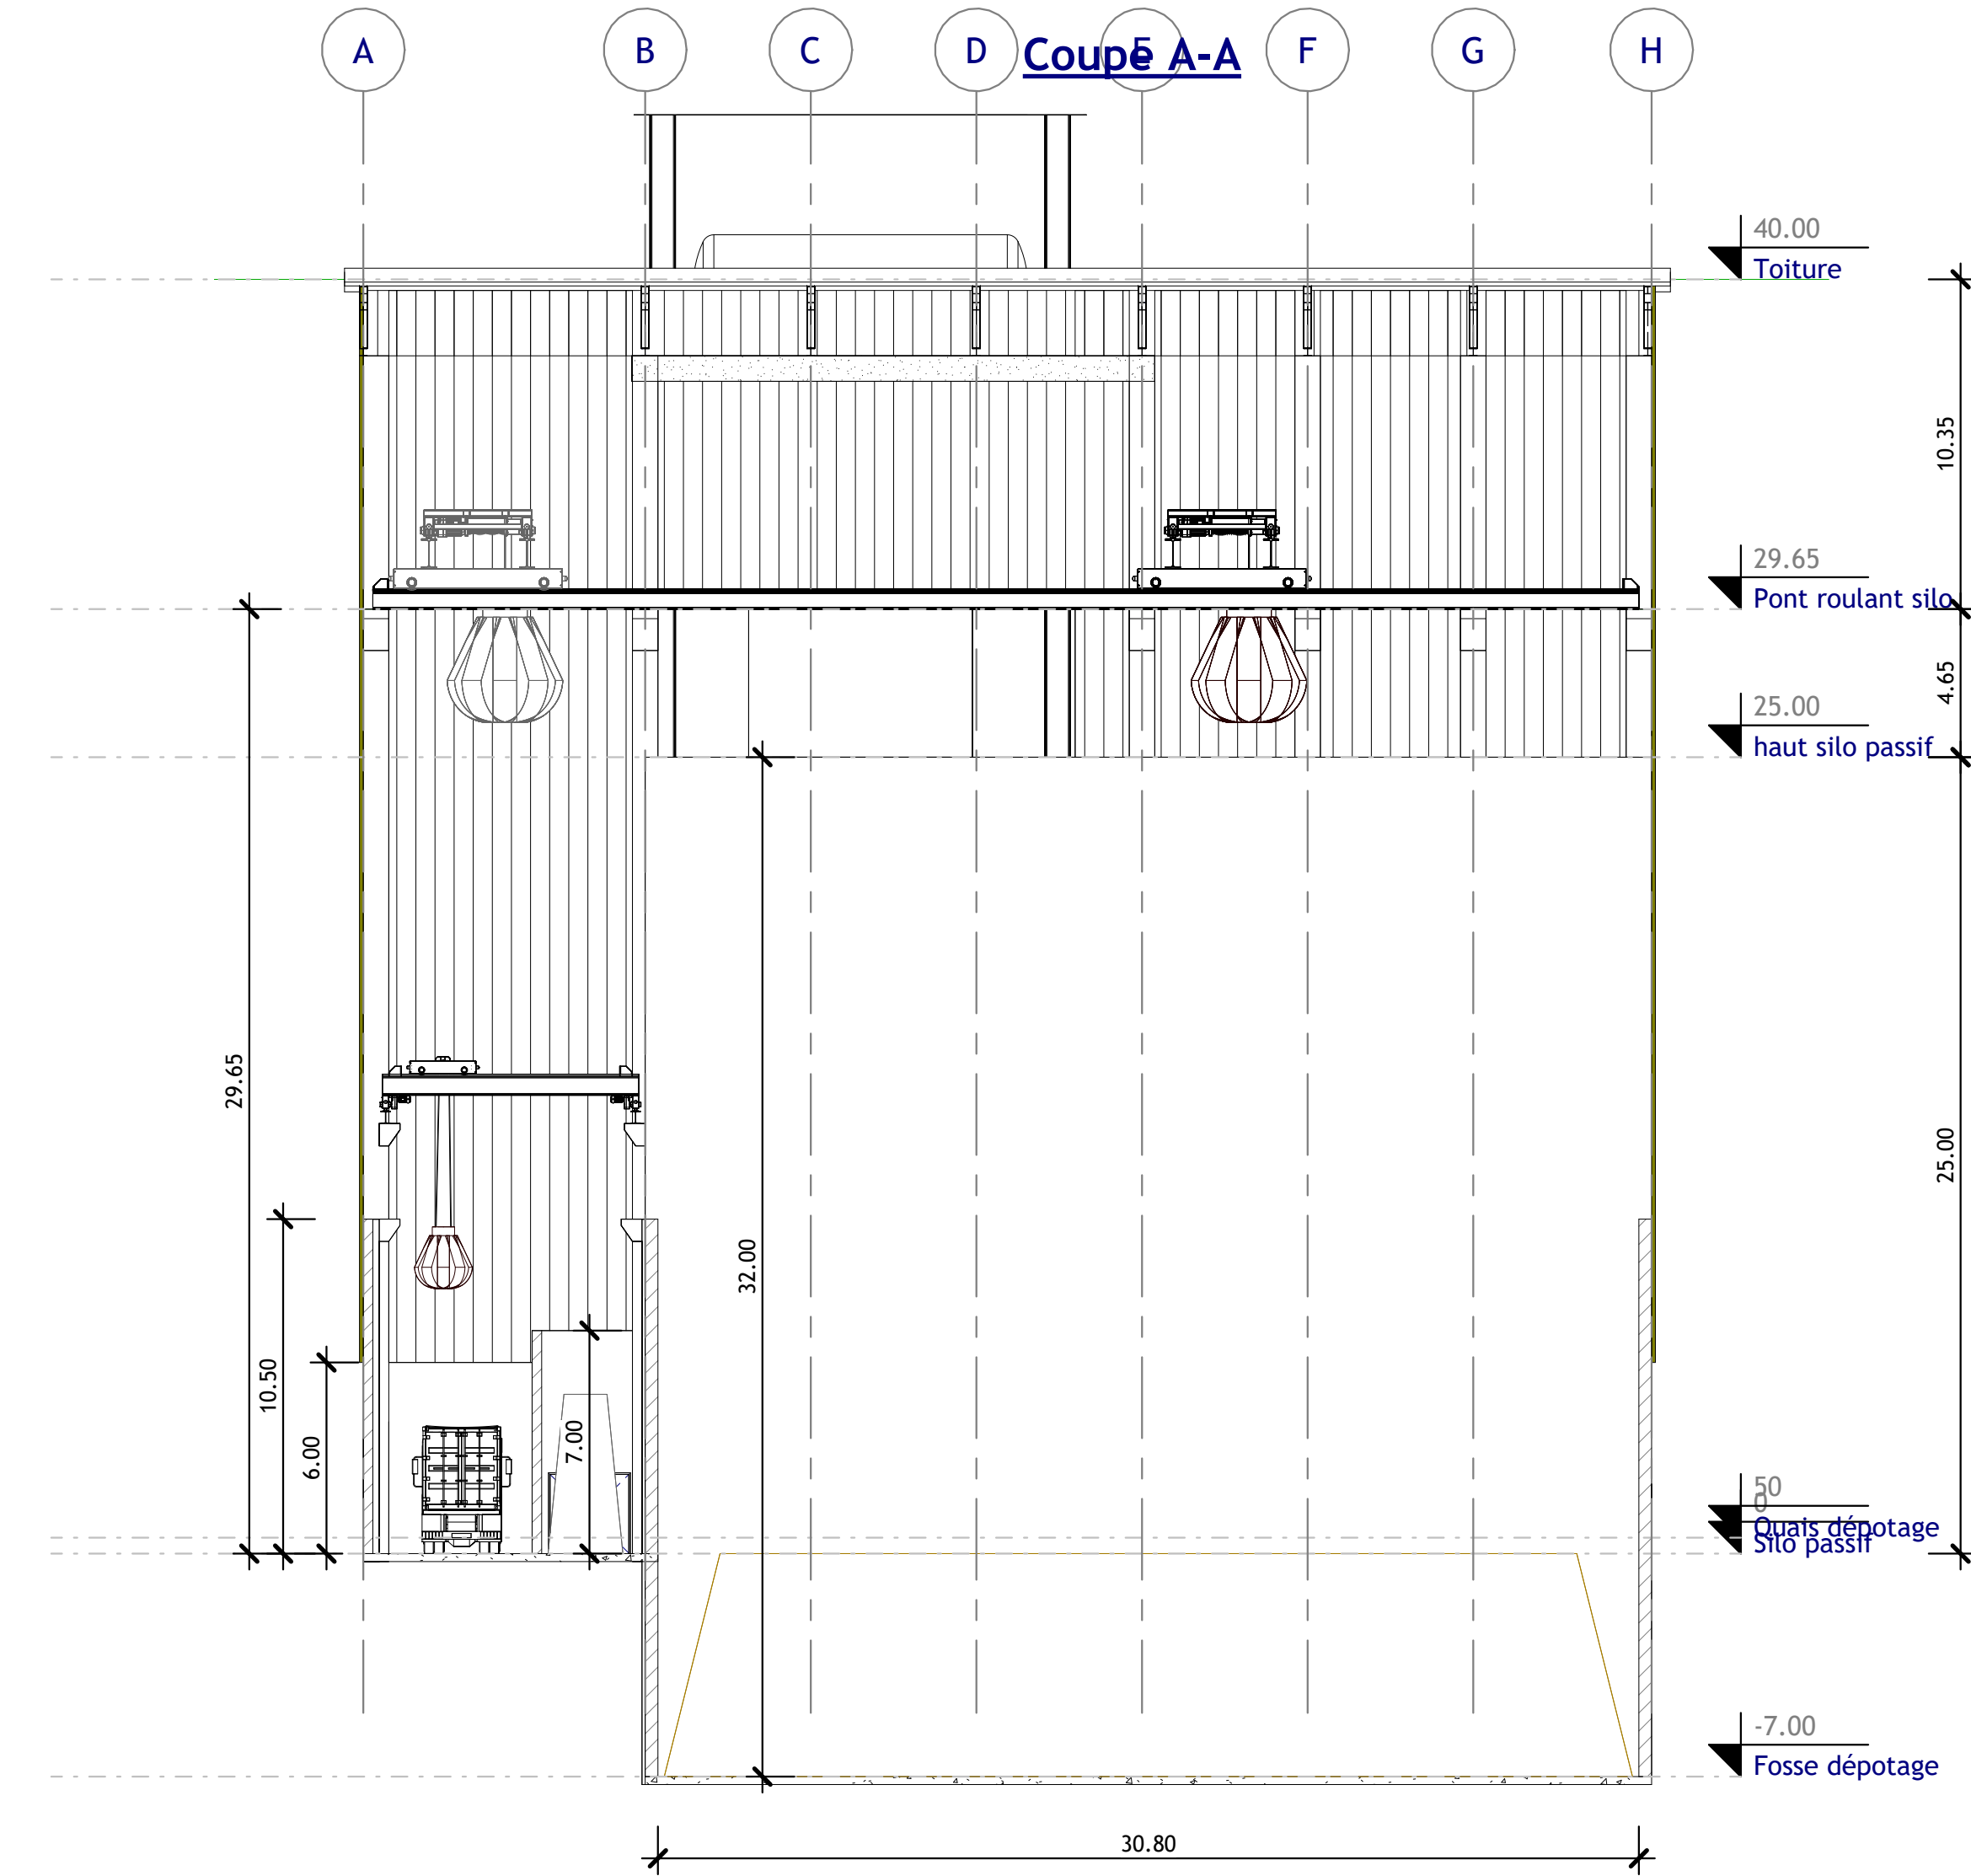 A
B
C
D
E
F
G
H
Coupe A-A
40.00
Toiture
10.35
29.65
Pont roulant silo
4.65
25.00
haut silo passif
29.65
25.00
32.00
10.50
6.00
7.00
50
0
Quais dépotage
Silo passif
-7.00
Fosse dépotage
30.80